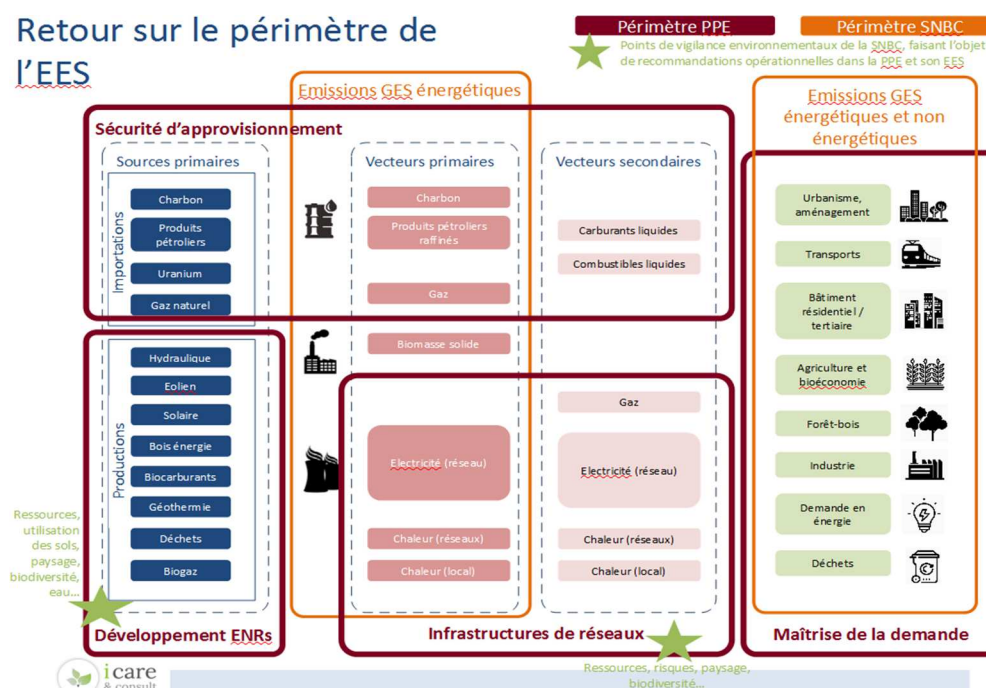 Retour sur le périmètre de
l'EES
Périmètre PPE
Périmètre SNBC
Points de vigilance environnementaux de la SNBC, faisant l'objet
de recommandations opérationnelles dans la PPE et son EES
Emissions GES énergétiques
Emissions GES
énergétiques et non
énergétiques
Sécurité d'approvisionnement
Sources primaires
Vecteurs primaires
Vecteurs secondaires
Importations
Charbon
Produits
pétroliers
Uranium
Gaz naturel
Charbon
Produits pétroliers
raffinés
Gaz
Biomasse solide
Carburants liquides
Combustibles liquides
Productions
Hydraulique
Eolien
Solaire
Bois énergie
Biocarburants
Géothermie
Déchets
Biogaz
Electricité (réseau)
Chaleur (réseaux)
Chaleur (local)
Gaz
Electricité (réseau)
Chaleur (réseaux)
Chaleur (local)
Urbanisme,
aménagement
Transports
Bâtiment
résidentiel /
tertiaire
Agriculture et
bioéconomie
Forêt-bois
Industrie
Demande en
énergie
Déchets
Ressources,
utilisation
des sols,
paysage,
biodiversité,
eau...
Développement ENRs
Infrastructures de réseaux
Maîtrise de la demande
Ressources, risques, paysage,
biodiversité...
i care
& consult